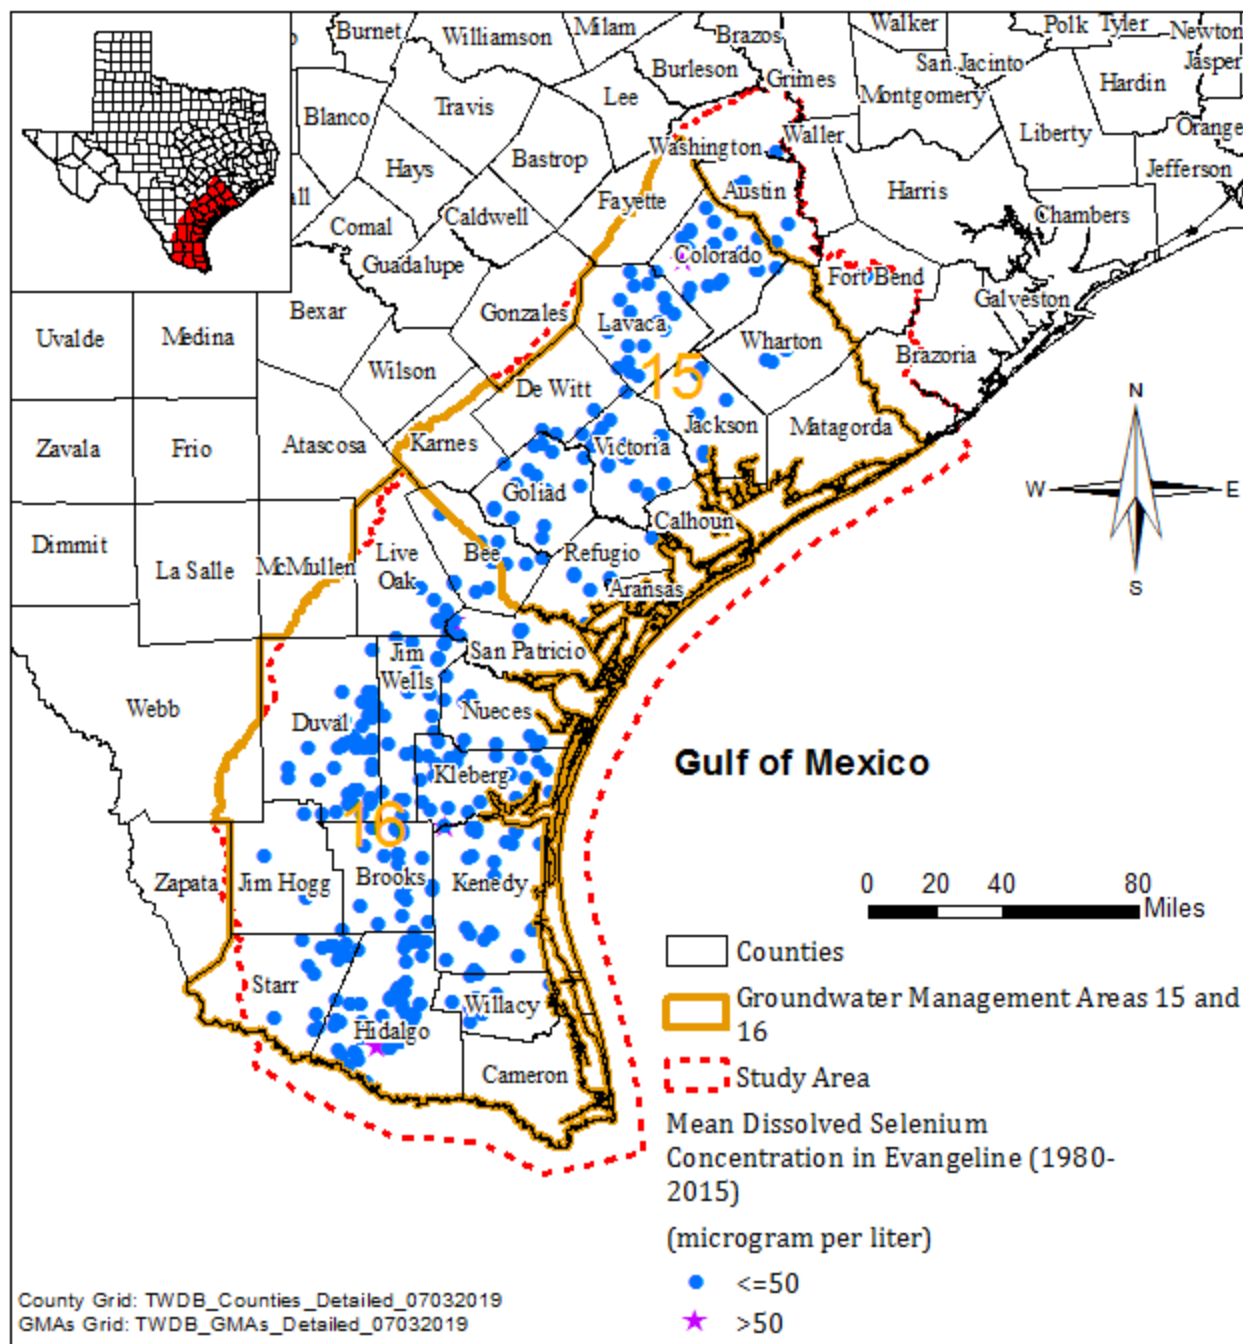 Burnet
Williamson
Milam
Brazos
Walker
Polk
Tyler
Newton
San Jacinto
Jasper
Burleson
Grimes
Hardin
Montgomery
Blanco
Travis
Lee
Liberty
Orange
Waller
Washington
Bastrop
Jefferson
Hays
Austin
Harris
all
Fayette
Caldwell
Chambers
Comal
Colorado
Guadalupe
Fort Bend
Galveston
Bexar
Gonzales
Lavaca
Uvalde
Medina
Wharton
Brazoria
Wilson
15
De Witt
Jackson
Matagorda
Zavala
Frio
Atascosa
Karnes
Victoria
Goliad
Calhoun
Dimmit
La Salle
McMullen
Live
Oak
Bee
Refugio
Aransas
San Patricio
Jim
Wells
Webb
Duval
Nueces
Kleberg
16
Zapata
Jim Hogg
Brooks
Kenedy
Starr
Willacy
Hidalgo
Cameron
N
W
E
S
Gulf of Mexico
0 20 40 80
Miles
Counties
Groundwater Management Areas 15 and
16
Study Area
Mean Dissolved Selenium
Concentration in Evangeline (1980-
2015)
(microgram per liter)
<=50
>50
County Grid: TWDB_Counties_Detailed_07032019
GMAs Grid: TWDB_GMAs_Detailed_07032019